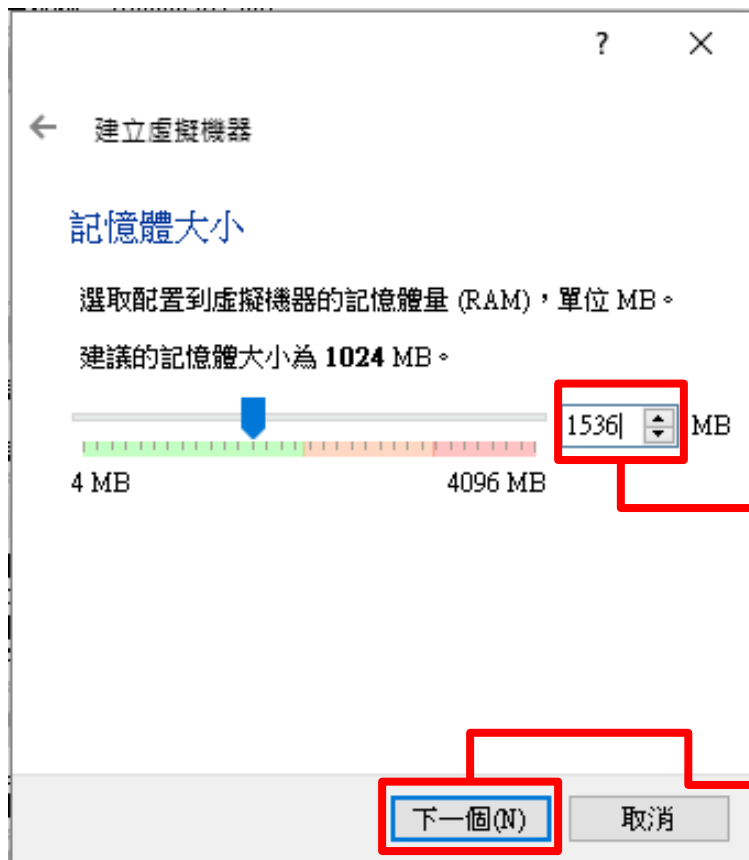 ?
建立虛擬機器
記憶體大小
選取配置到虛擬機器的記憶體量 (RAM)，單位 MB。
建議的記憶體大小為 1024 MB。
1536 MB
4 MB 4096 MB
下一個(N) 取消